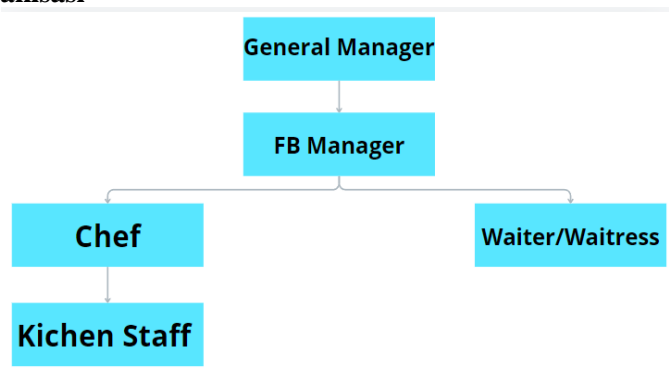 General Manager
FB Manager
Chef
Waiter/Waitress
Kichen Staff